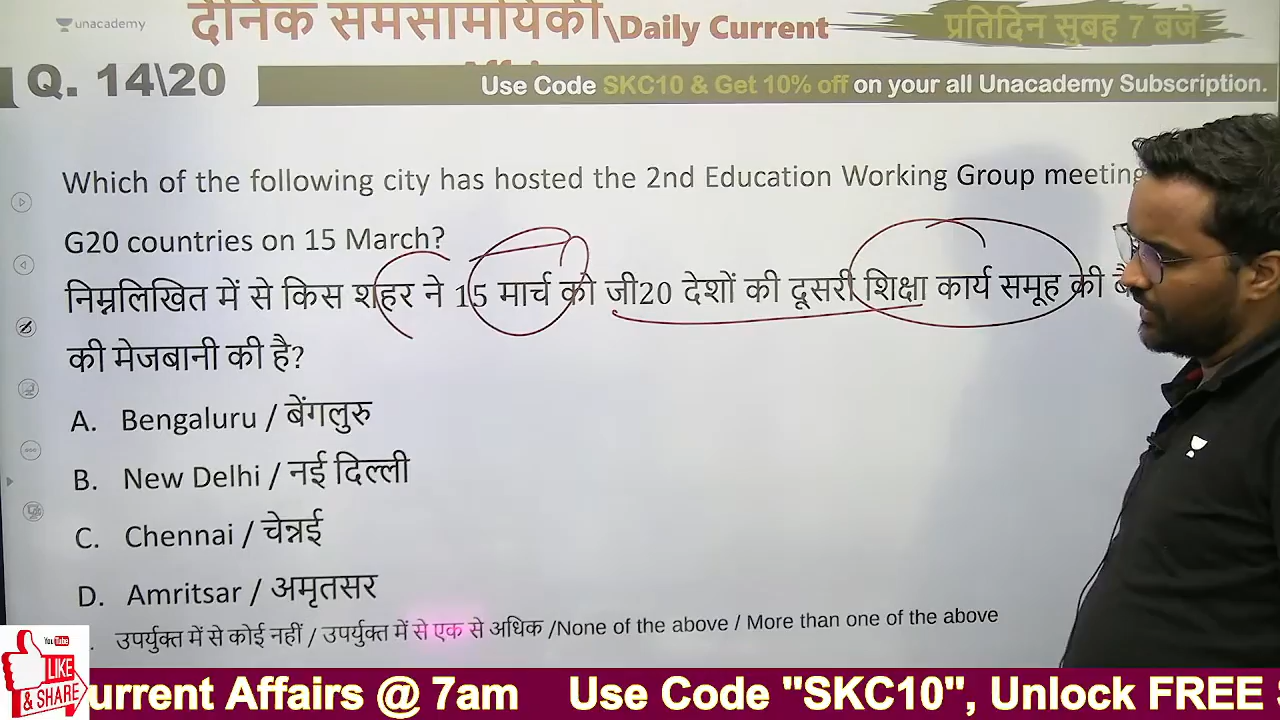 unacademy
दैनिक समसामयिकी\Daily Current
प्रतिदिन सुबह 7 बजे
Q. 14\20
Use Code SKC10 & Get 10% off on your all Unacademy Subscription.
Which of the following city has hosted the 2nd Education Working Group meeting
G20 countries on 15 March?
निम्नलिखित में से किस शहर ने 15 मार्च को जी20 देशों की दूसरी शिक्षा कार्य समूह की
की मेजबानी की है?
A. Bengaluru / बेंगलुरु
B. New Delhi / नई दिल्ली
C. Chennai / चेन्नई
D. Amritsar / अमृतसर
उपर्युक्त में से कोई नहीं / उपर्युक्त में से एक से अधिक /None of the above / More than one of the above
You Tube
LIKE
& SHARE
urrent Affairs @ 7am Use Code "SKC10", Unlock FREE